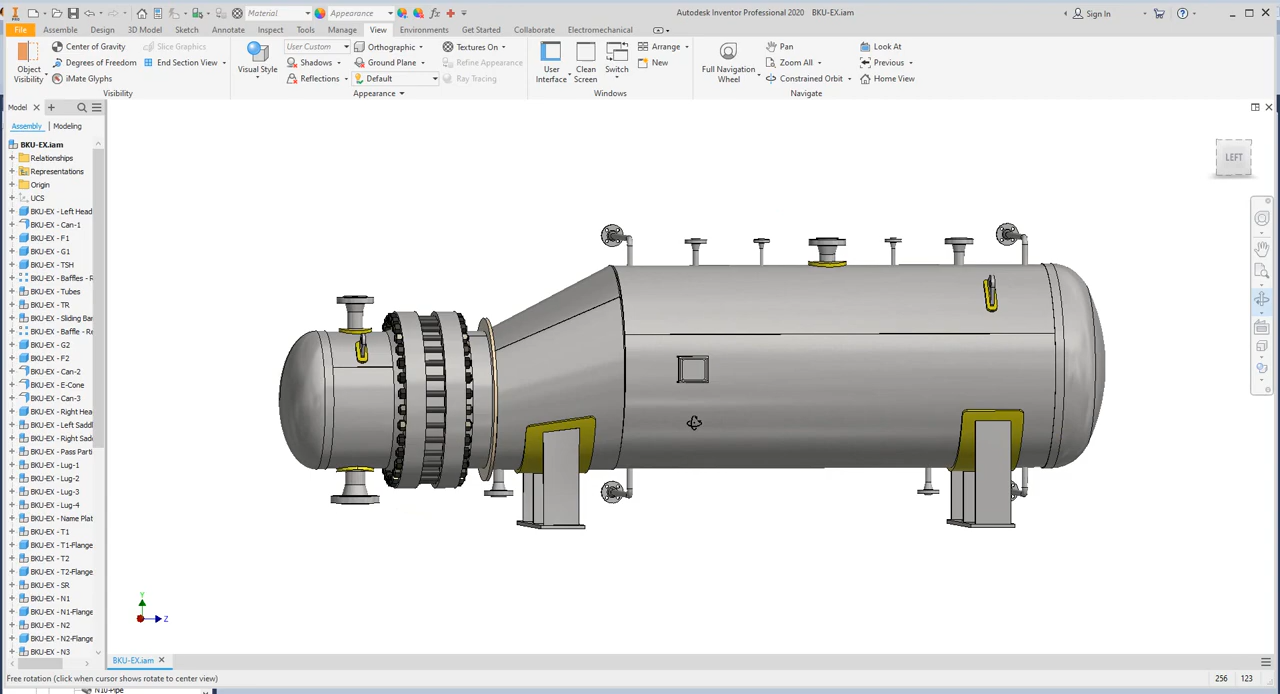 Material
Appearance
Autodesk Inventor Professional 2020 BKU-EX.iam
Sign In
File Assemble Design 3D Model Sketch Annotate Inspect Tools Manage View Environments Get Started Collaborate Electromechanical
Object Visibility
Center of Gravity
Degrees of Freedom
iMate Glyphs
Slice Graphics
End Section View
Visibility
Visual Style
User Custom
Shadows
Reflections
Orthographic
Ground Plane
Default
Textures On
Refine Appearance
Ray Tracing
Appearance
User Interface
Clean Screen
Switch
Arrange
New
Windows
Full Navigation Wheel
Pan
Zoom All
Constrained Orbit
Look At
Previous
Home View
Navigate
Model
Assembly Modeling
BKU-EX.iam
Relationships
Representations
Origin
UCS
BKU-EX - Left Head
BKU-EX - Can-1
BKU-EX - F1
BKU-EX - G1
BKU-EX - TSH
BKU-EX - Baffles - R
BKU-EX - Tubes
BKU-EX - TR
BKU-EX - Sliding Bar
BKU-EX - Baffle - Re
BKU-EX - G2
BKU-EX - F2
BKU-EX - Can-2
BKU-EX - E-Cone
BKU-EX - Can-3
BKU-EX - Right Hea
BKU-EX - Left Saddl
BKU-EX - Right Sadd
BKU-EX - Pass Parti
BKU-EX - Lug-1
BKU-EX - Lug-2
BKU-EX - Lug-3
BKU-EX - Lug-4
BKU-EX - Name Plat
BKU-EX - T1
BKU-EX - T1-Flange
BKU-EX - T2
BKU-EX - T2-Flange
BKU-EX - SR
BKU-EX - N1
BKU-EX - N1-Flange
BKU-EX - N2
BKU-EX - N2-Flange
BKU-EX - N3
LEFT
Y
Z
BKU-EX.iam
Free rotation (click when cursor shows rotate to center view)
256 123
N10-Pipe